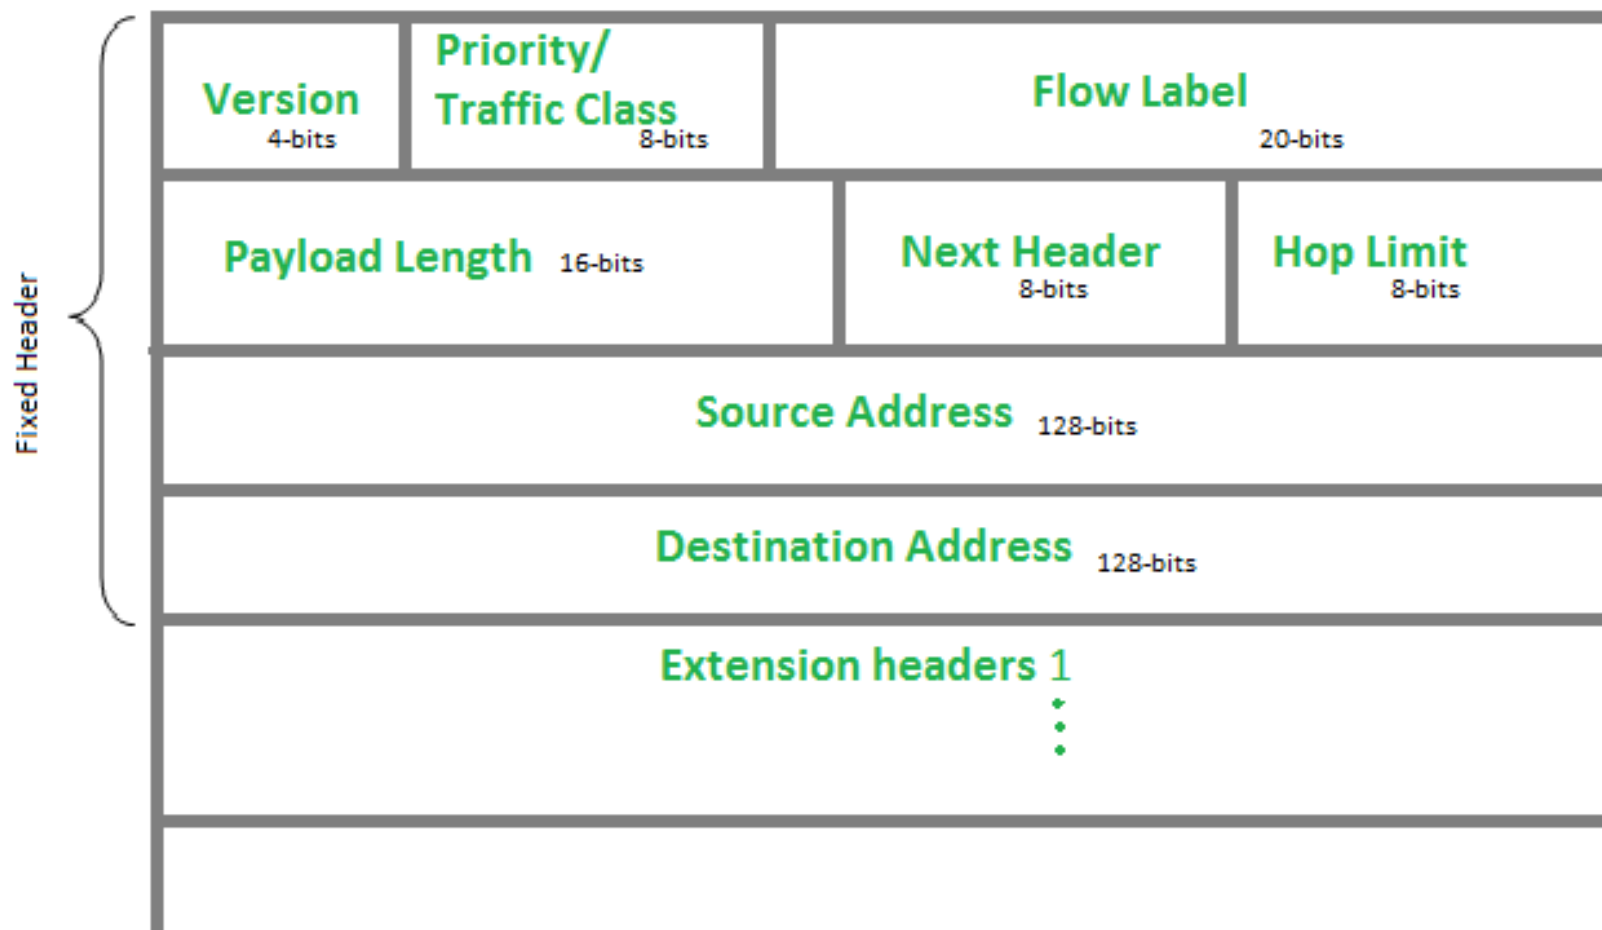 Fixed Header
Version
4-bits
Priority/
Traffic Class
8-bits
Flow Label
20-bits
Payload Length 16-bits
Next Header
8-bits
Hop Limit
8-bits
Source Address 128-bits
Destination Address 128-bits
Extension headers 1